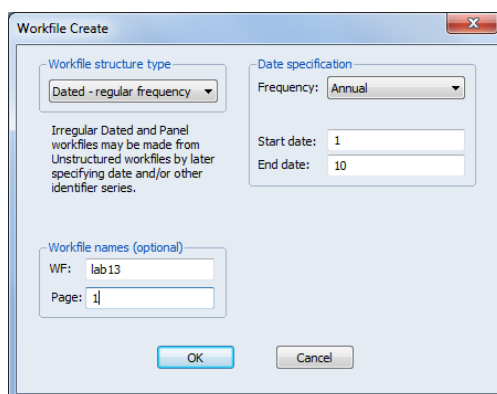 Workfile Create
Workfile structure type
Dated - regular frequency
Irregular Dated and Panel
workfiles may be made from
Unstructured workfiles by later
specifying date and/or other
identifier series.
Date specification
Frequency: Annual
Start date: 1
End date: 10
Workfile names (optional)
WF: lab13
Page: 1
OK Cancel